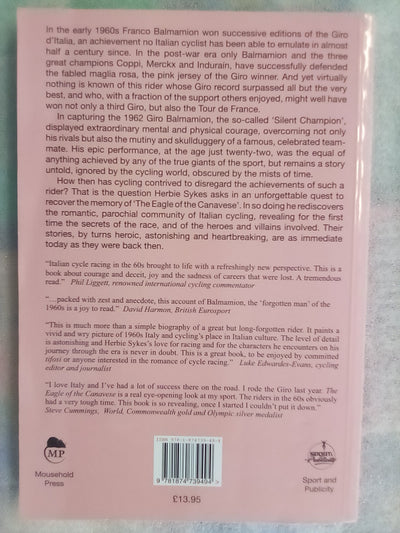 In the early 1960s Franco Balmamion won successive editions of the Giro
d'Italia, an achievement no Italian cyclist has been able to emulate in almost
half a century since. In the post-war era only Balmamion and the three
great champions Coppi, Merckx and Indurain, have successfully defended
the fabled maglia rosa, the pink jersey of the Giro winner. And yet virtually
nothing is known of this rider whose Giro record surpassed all but the very
best, and who, with a fraction of the support others enjoyed, might well have
won not only a third Giro, but also the Tour de France.
In capturing the 1962 Giro Balmamion, the so-called 'Silent Champion',
displayed extraordinary mental and physical courage, overcoming not only
his rivals but also the mutiny and skullduggery of a famous, celebrated team-
mate. His epic performance, at the age just twenty-two, was the equal of
anything achieved by any of the true giants of the sport, but remains a story
untold, ignored by the cycling world, obscured by the mists of time.
How then has cycling contrived to disregard the achievements of such a
rider? That is the question Herbie Sykes asks in an unforgettable quest to
recover the memory of 'The Eagle of the Canavese'. In so doing he rediscovers
the romantic, parochial community of Italian cycling, revealing for the first
time the secrets of the race, and of the heroes and villains involved. Their
stories, by turns heroic, astonishing and heartbreaking, are as immediate
today as they were back then.
"Italian cycle racing in the 60s brought to life with a refreshingly new perspective. This is a
book about courage and deceit, joy and the sadness of careers that were lost. A tremendous
read." Phil Liggett, renowned international cycling commentator
"…packed with zest and anecdote, this account of Balmamion, the 'forgotten man' of the
1960s is a joy to read." David Harmon, British Eurosport
"This is much more than a simple biography of a great but long-forgotten rider. It paints a
vivid and wry picture of 1960s Italy and cycling's place in Italian culture. The level of detail
is astonishing and Herbie Sykes's love for racing and for the characters he encounters on his
journey through the era is never in doubt. This is a great book, to be enjoyed by committed
tifosi or anyone interested in the romance of cycle racing." Luke Edwardes-Evans, cycling
editor and journalist
"I love Italy and I've had a lot of success there on the road. I rode the Giro last year. The
Eagle of the Canavese is a real eye-opening look at my sport. The riders in the 60s obviously
had a very tough time. This book is so revealing, once I started I couldn't put it down."
Steve Cummings, World, Commonwealth gold and Olympic silver medalist
MP
Mousehold
Press
9 781874 739494 >
£13.95
Sport and
Publicity